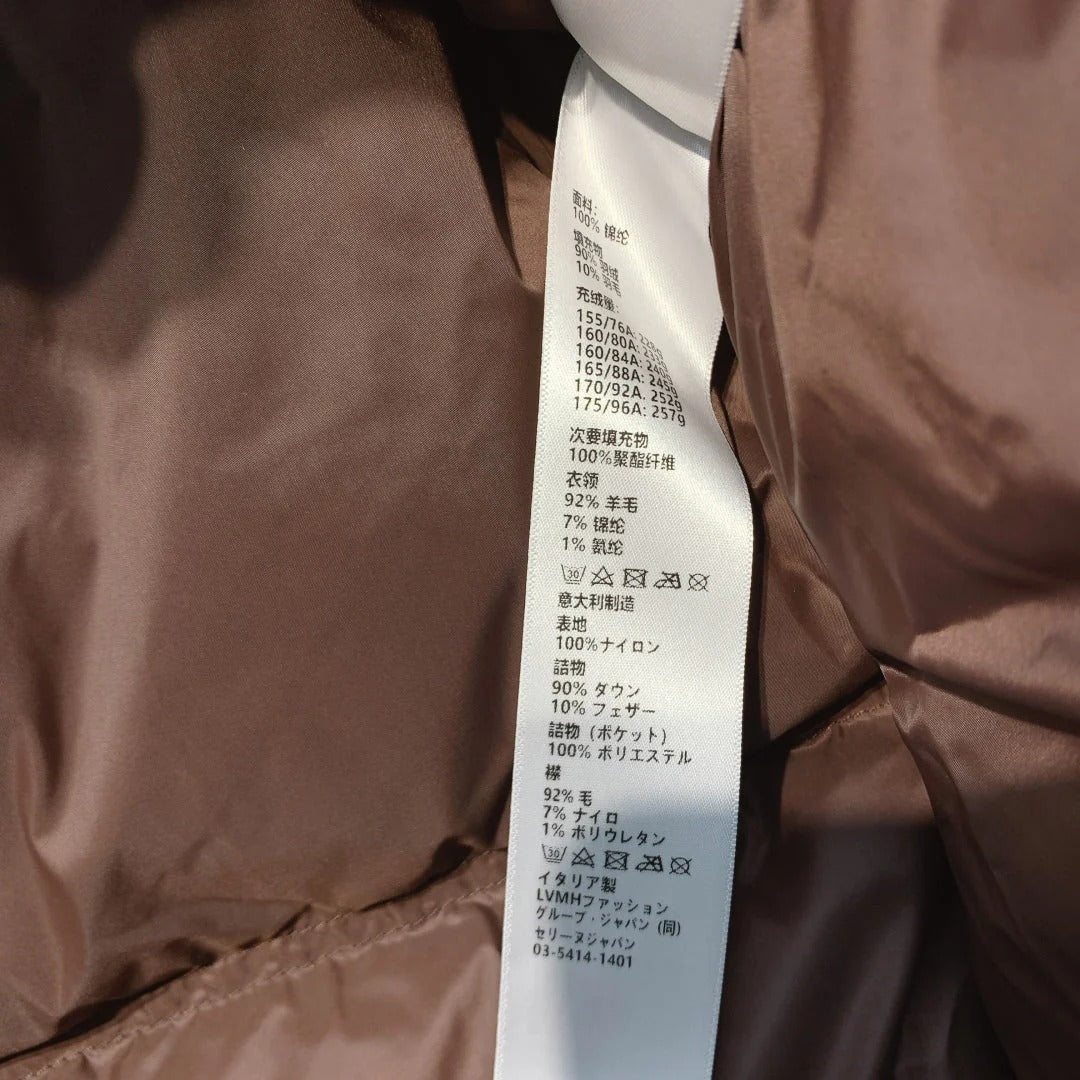 面料:
100% 锦纶
填充物
90% 羽绒
10% 羽毛
充绒量:
155/76A:
160/80A:
160/84A:
165/88A: 245g
170/92A. 252g
175/96A: 257g
次要填充物
100%聚酯纤维
衣领
92% 羊毛
7% 锦纶
1% 氨纶
30
意大利制造
表地
100%ナイロン
詰物
90% ダウン
10% フェザー
詰物 (ポケット)
100% ポリエステル
襟
92% 毛
7% ナイロ
1% ポリウレタン
30
イタリア製
LVMHファッション
グループ・ジャパン (同)
セリーヌジャパン
03-5414-1401